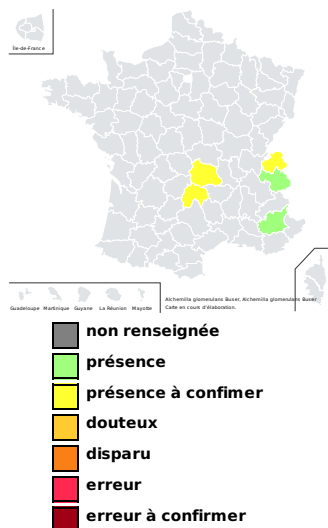 Île-de-France
Guadeloupe Martinique Guyane La Réunion Mayotte
Alchemilla glomerulans Buser, Alchemilla glomerulans Buser
Carte en cours d'élaboration.
non renseignée
présence
présence à confimer
douteux
disparu
erreur
erreur à confirmer